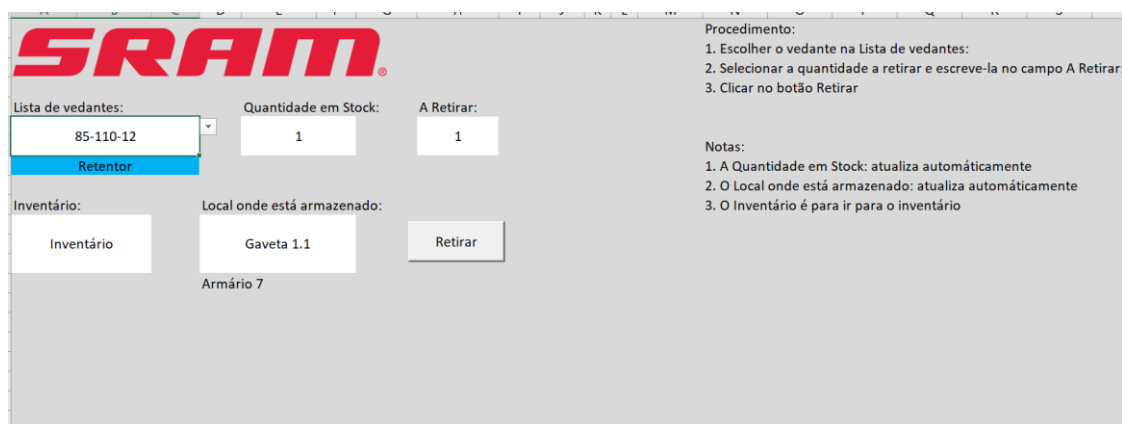 SRAM®
Procedimento:
1. Escolher o vedante na Lista de vedantes:
2. Selecionar a quantidade a retirar e escreve-la no campo A Retirar:
3. Clicar no botão Retirar
Lista de vedantes:
Quantidade em Stock:
A Retirar:
85-110-12
1
1
Retentor
Notas:
1. A Quantidade em Stock: atualiza automáticamente
2. O Local onde está armazenado: atualiza automáticamente
3. O Inventário é para ir para o inventário
Inventário:
Local onde está armazenado:
Inventário
Gaveta 1.1
Retirar
Armário 7